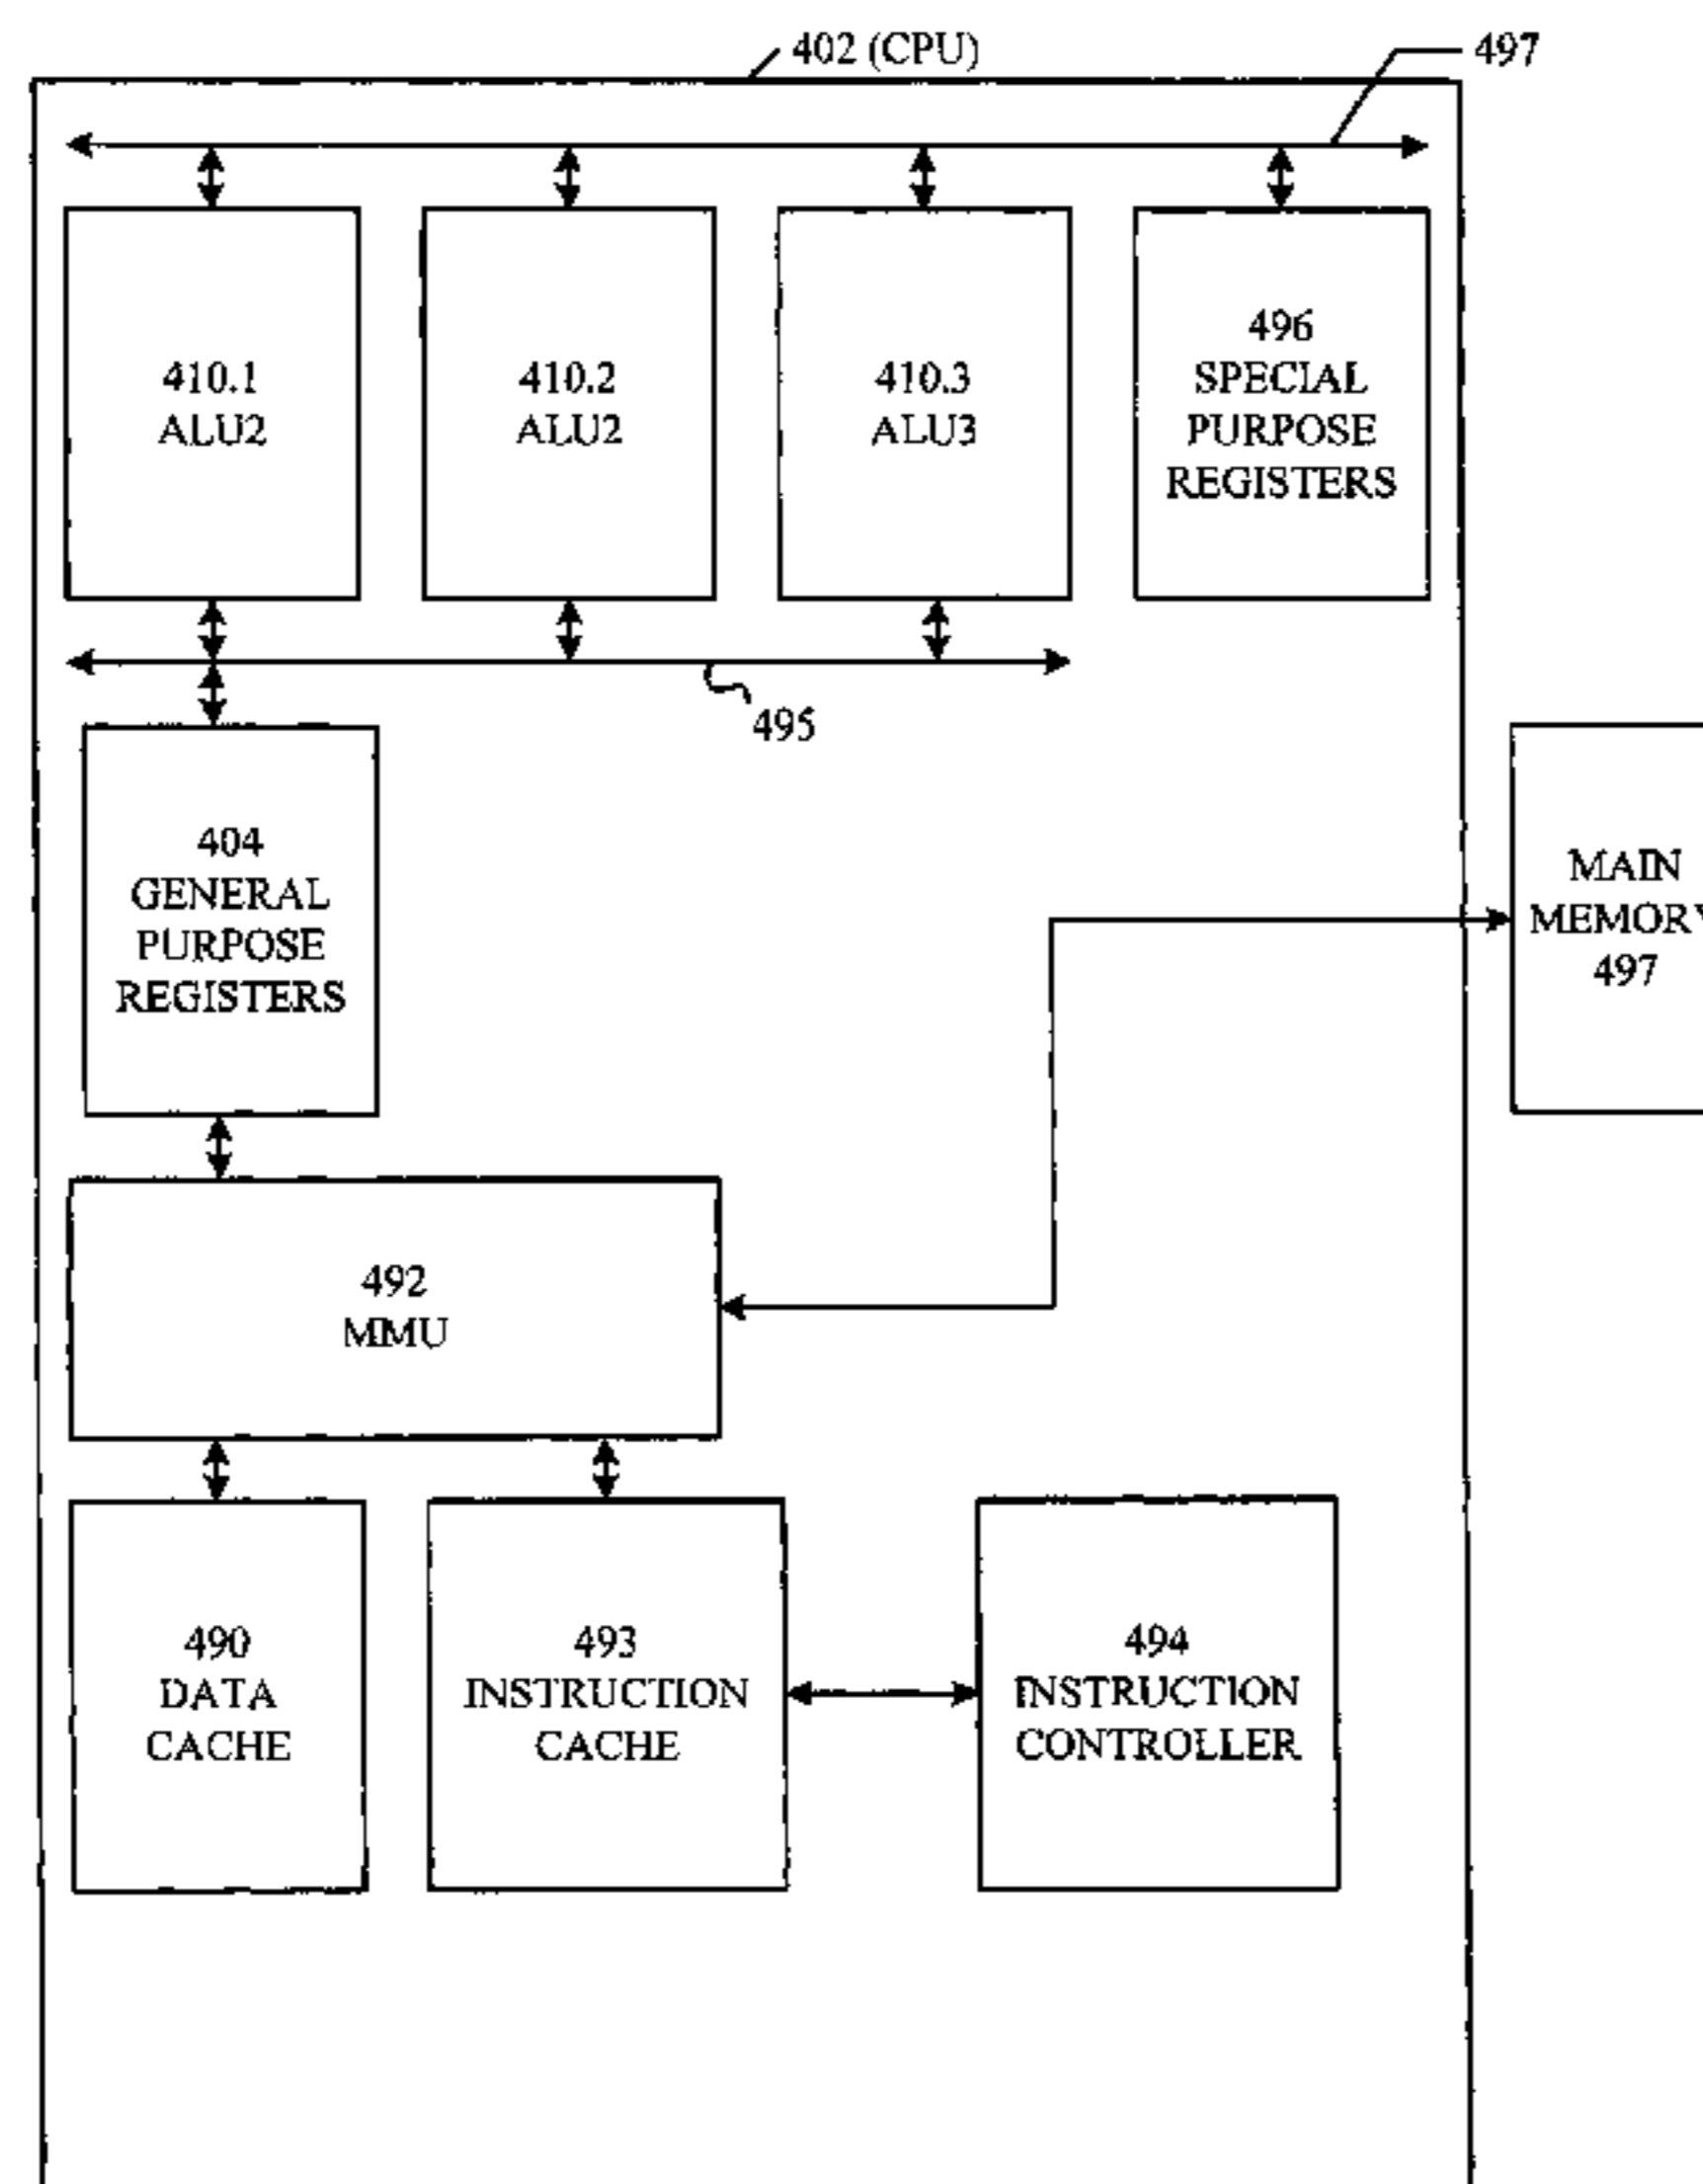 402 (CPU)
497
410.1
ALU2
410.2
ALU2
410.3
ALU3
496
SPECIAL
PURPOSE
REGISTERS
495
404
GENERAL
PURPOSE
REGISTERS
MAIN
MEMORY
497
492
MMU
490
DATA
CACHE
493
INSTRUCTION
CACHE
494
INSTRUCTION
CONTROLLER